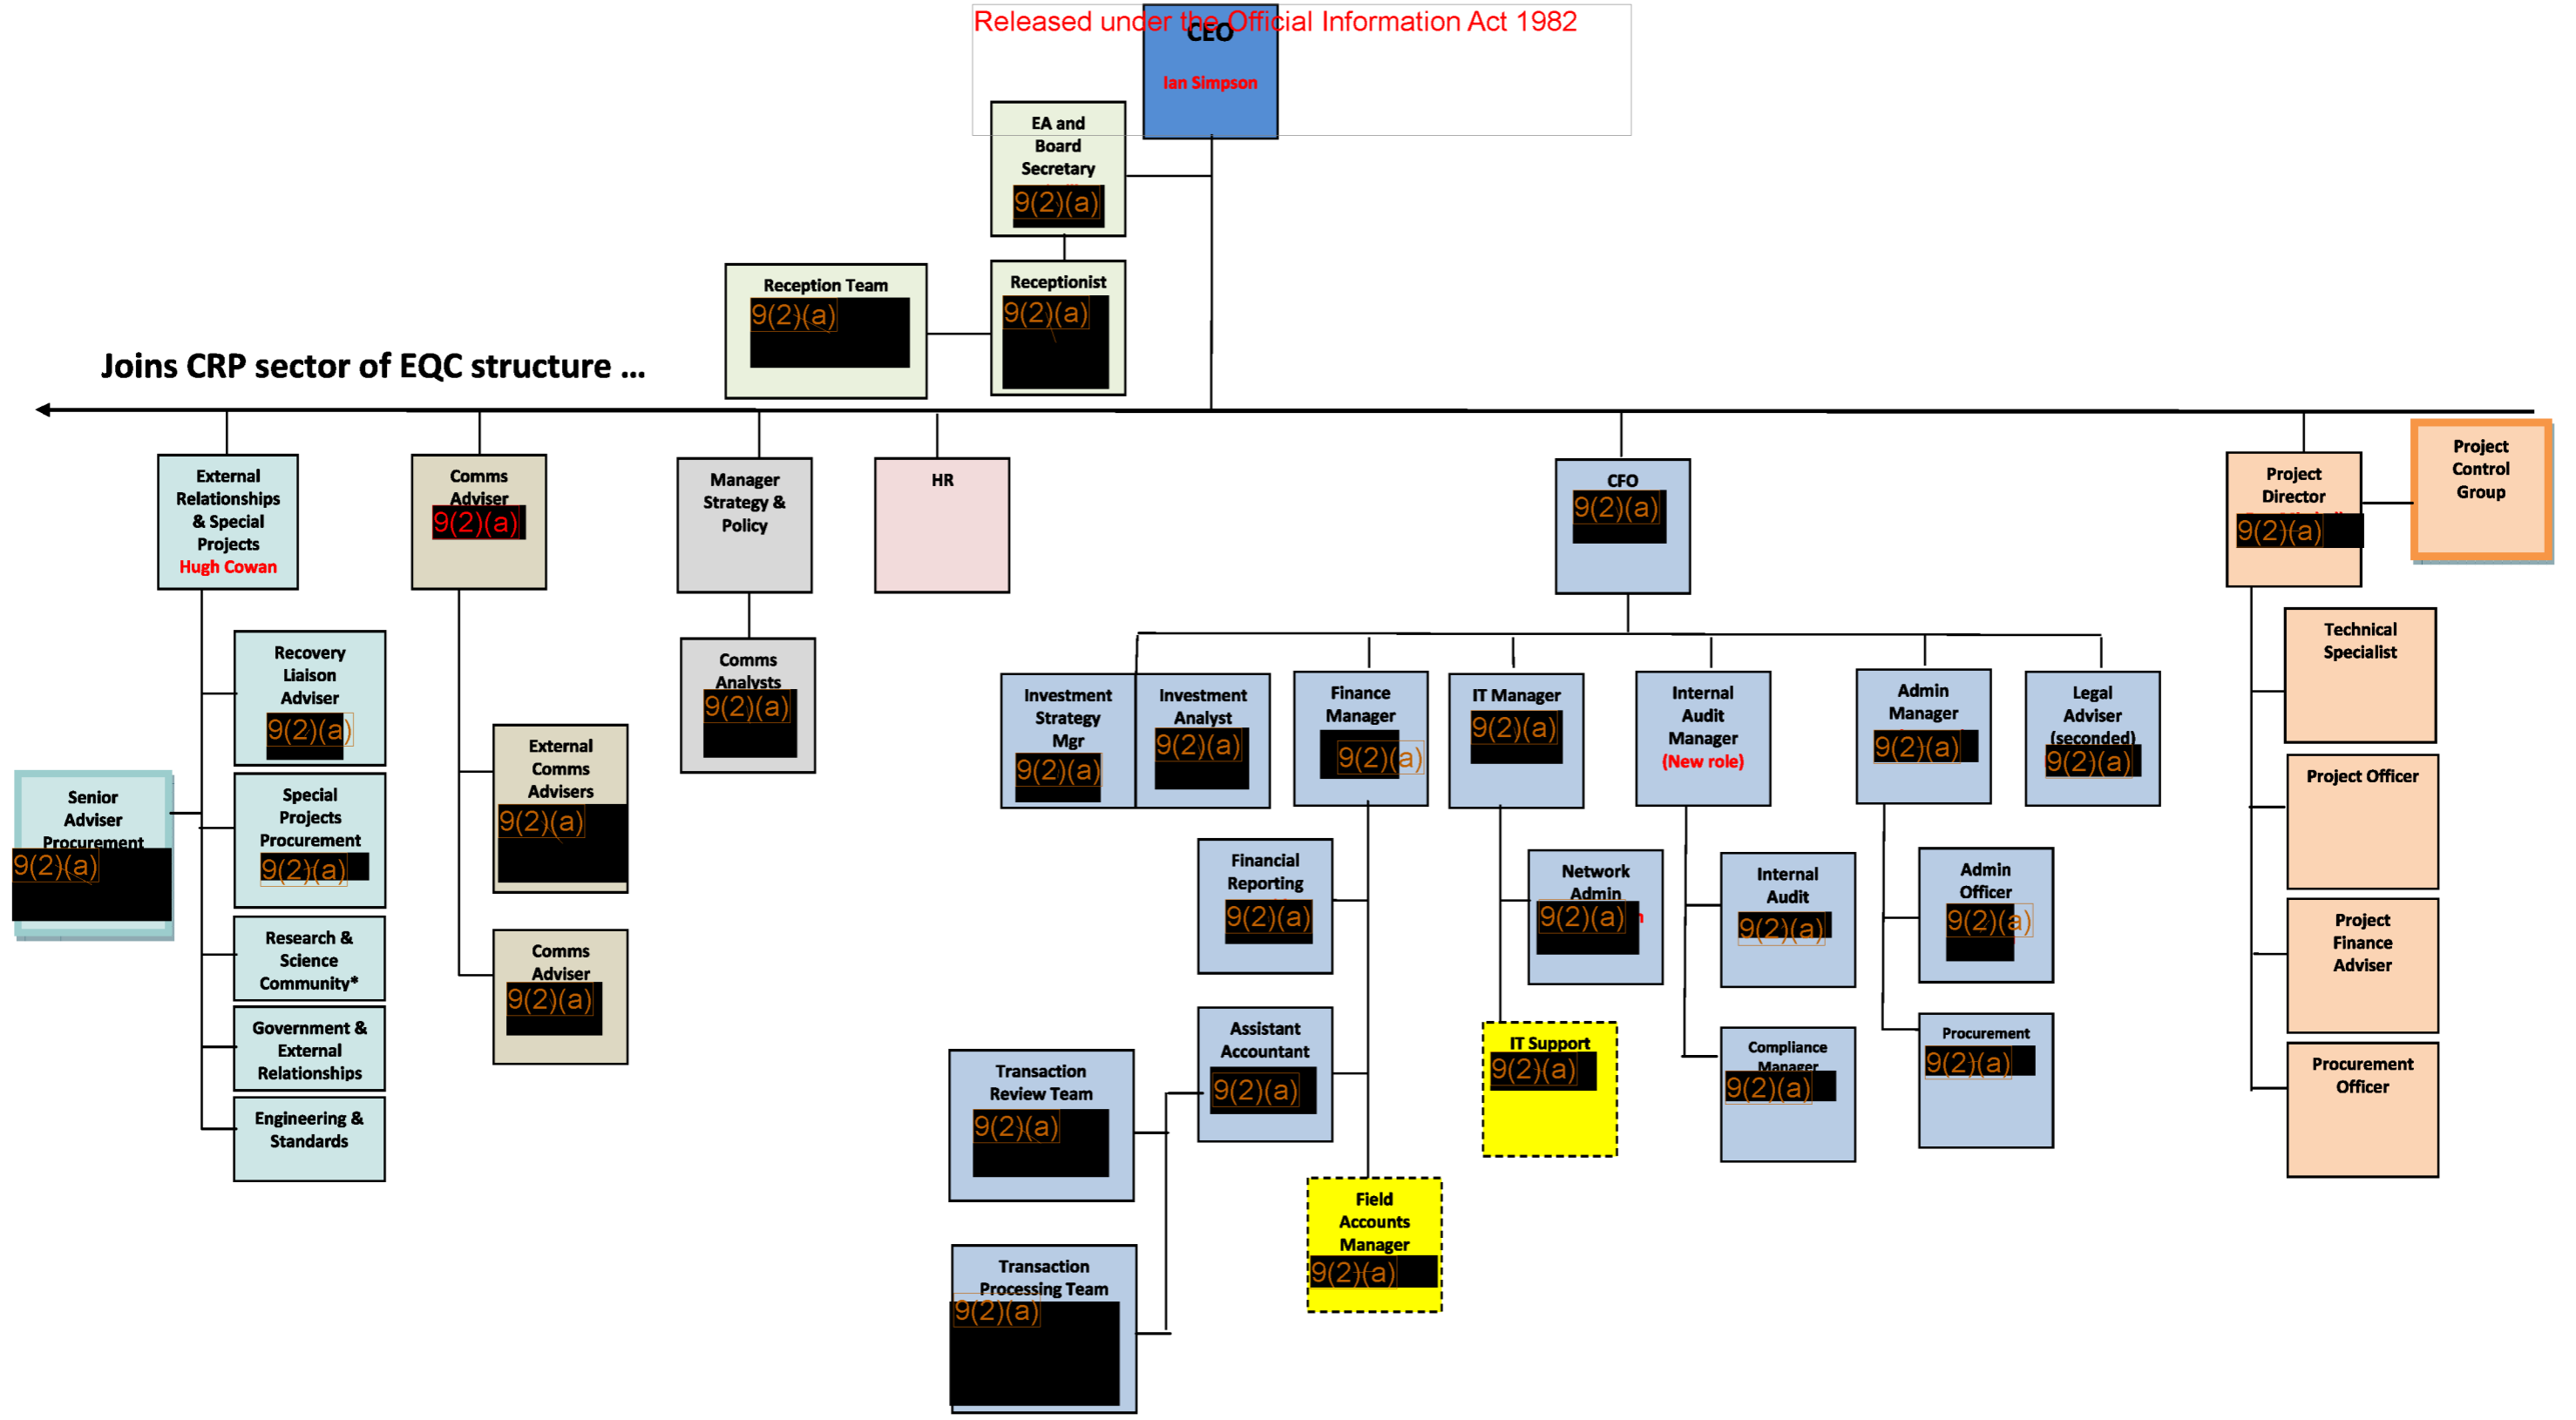 Released under the Official Information Act 1982
CEO
Ian Simpson
EA and
Board
Secretary
9(2)(a)
Reception Team
9(2)(a)
Receptionist
9(2)(a)
Joins CRP sector of EQC structure ...
External
Relationships
& Special
Projects
Hugh Cowan
Comms
Adviser
9(2)(a)
Manager
Strategy &
Policy
HR
CFO
9(2)(a)
Project
Director
9(2)(a)
Project
Control
Group
Recovery
Liaison
Adviser
9(2)(a)
Senior
Adviser
Procurement
9(2)(a)
Special
Projects
Procurement
9(2)(a)
Research &
Science
Community*
Government &
External
Relationships
Engineering &
Standards
External
Comms
Advisers
9(2)(a)
Comms
Adviser
9(2)(a)
Comms
Analysts
9(2)(a)
Investment
Strategy
Mgr
9(2)(a)
Investment
Analyst
9(2)(a)
Finance
Manager
9(2)(a)
IT Manager
9(2)(a)
Internal
Audit
Manager
(New role)
Admin
Manager
9(2)(a)
Legal
Adviser
(seconded)
9(2)(a)
Financial
Reporting
9(2)(a)
Assistant
Accountant
9(2)(a)
Transaction
Review Team
9(2)(a)
Transaction
Processing Team
9(2)(a)
Field
Accounts
Manager
9(2)(a)
Network
Admin
9(2)(a)
IT Support
9(2)(a)
Internal
Audit
9(2)(a)
Compliance
Manager
9(2)(a)
Admin
Officer
9(2)(a)
Procurement
9(2)(a)
Technical
Specialist
Project Officer
Project
Finance
Adviser
Procurement
Officer